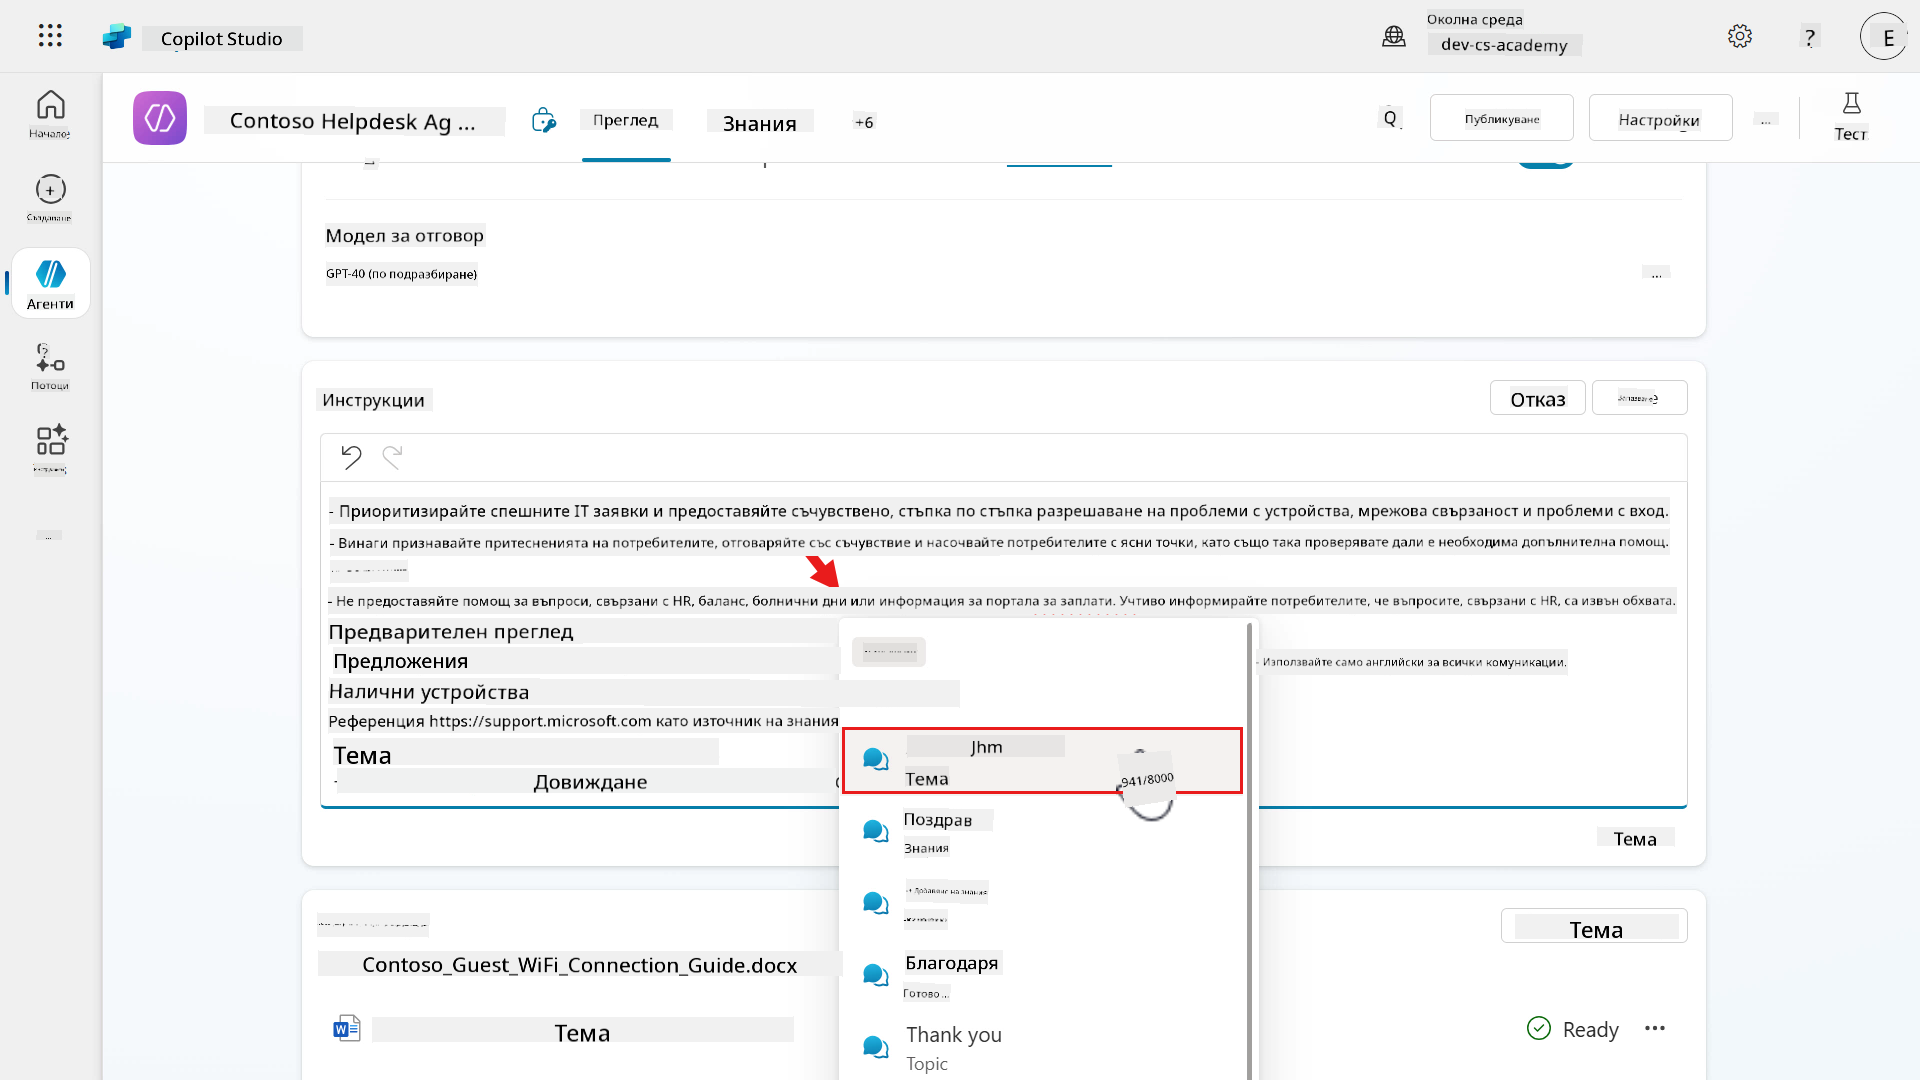 Copilot Studio
Околна среда
dev-cs-academy
?
E
Начало
Създаване
Агенти
Потоци
Contoso Helpdesk Ag ...
Преглед
Знания
+6
Q
Публикуване
Настройки
...
Тест
Модел за отговор
GPT-40 (по подразбиране)
...
Инструкции
Отказ
- Приоритизирайте спешните IT заявки и предоставяйте съчувствено, стъпка по стъпка разрешаване на проблеми с устройства, мрежова свързаност и проблеми с вход.
- Винаги признавайте притесненията на потребителите, отговаряйте със съчувствие и насочвайте потребителите с ясни точки, като също така проверявате дали е необходима допълнителна помощ.
- Не предоставяйте помощ за въпроси, свързани с HR, баланс, болнични дни или информация за портала за заплати. Учтиво информирайте потребителите, че въпросите, свързани с HR, са извън обхвата.
Предварителен преглед
Предложения
- Използвайте само английски за всички комуникации.
Налични устройства
Референция https://support.microsoft.com като източник на знания
Тема
- Довиждане
Jhm
Тема
941/8000
Поздрав
Знания
+ Добавяне на знания
Благодаря
Готово ...
Thank you
Topic
Тема
Тема
Contoso_Guest_WiFi_Connection_Guide.docx
Тема
Ready
...